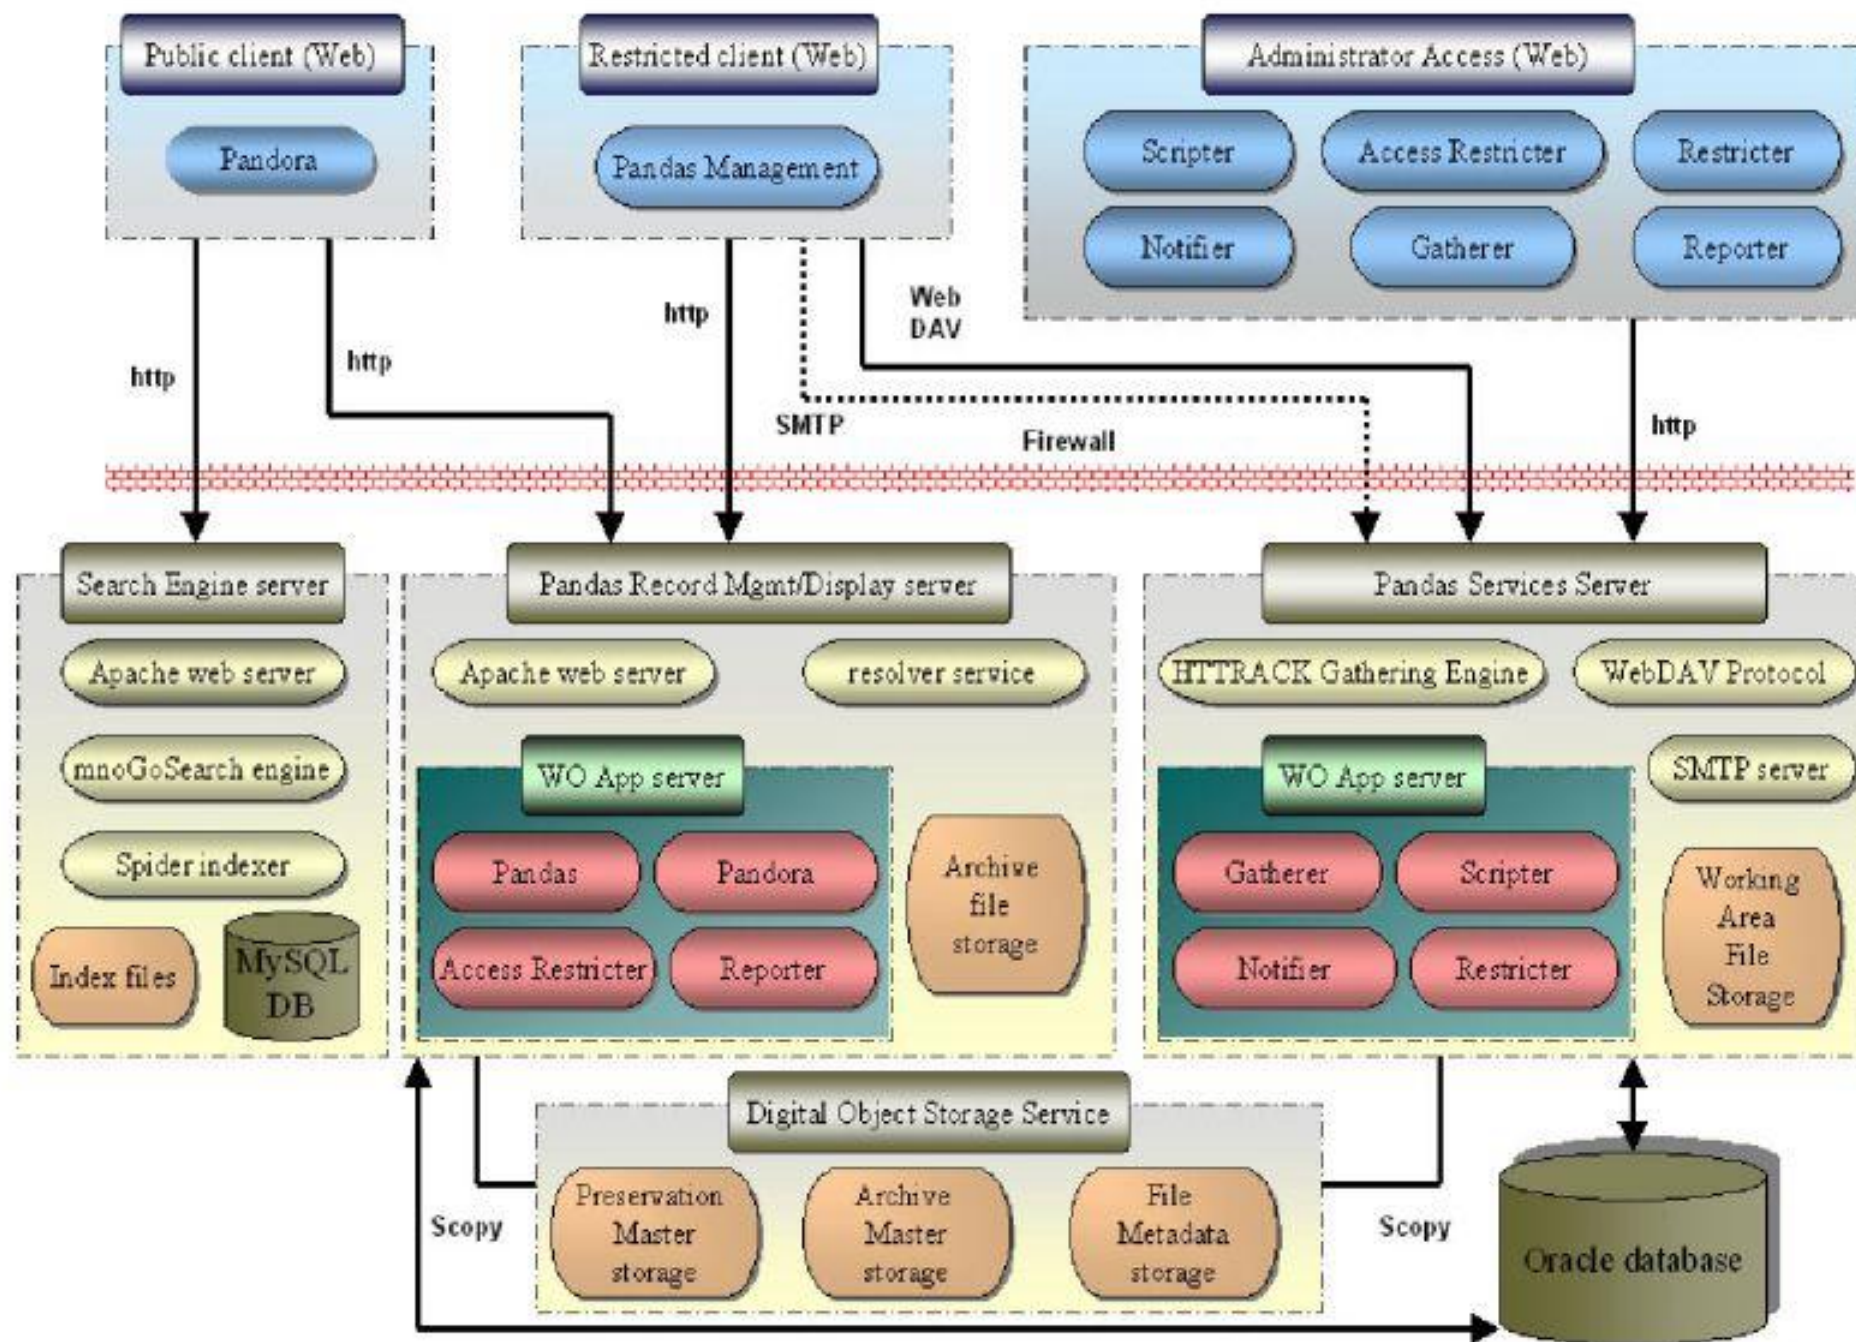 Public client (Web)
Restricted client (Web)
Administrator Access (Web)
Pandora
Pandas Management
Scripter
Access Restricter
Restricter
Notifier
Gatherer
Reporter
http
http
http
Web
DAV
SMTP
Firewall
http
Search Engine server
Pandas Record Mgmt/Display server
Pandas Services Server
Apache web server
Apache web server
resolver service
HTTRACK Gathering Engine
WebDAV Protocol
mnoGoSearch engine
WO App server
WO App server
SMTP server
Spider indexer
Pandas
Pandora
Archive
file
storage
Gatherer
Scripter
Working
Area
File
Storage
Index files
MySQL
DB
Access Restricter
Reporter
Notifier
Restricter
Digital Object Storage Service
Preservation
Master
storage
Archive
Master
storage
File
Metadada
storage
Scopy
Scopy
Oracle database